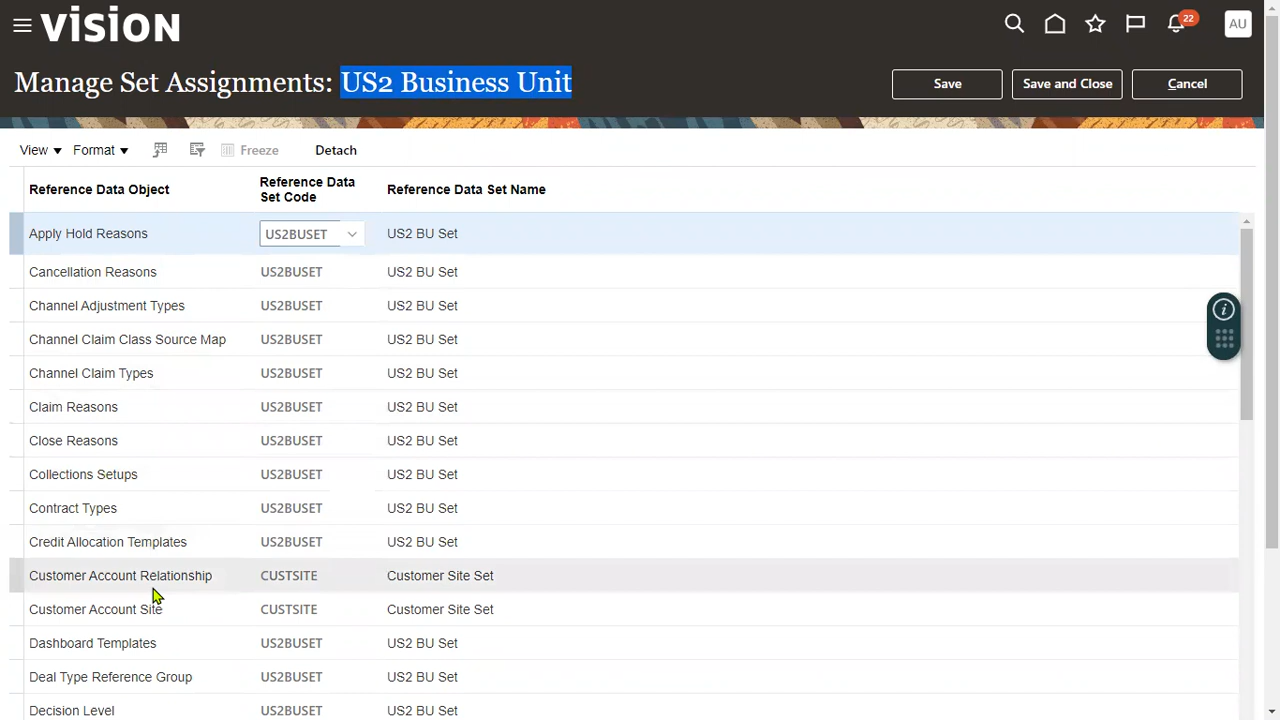 vision
22
AU
Manage Set Assignments: US2 Business Unit
Save
Save and Close
Cancel
View
Format
Freeze
Detach
Reference Data Object
Reference Data Set Code
Reference Data Set Name
Apply Hold Reasons US2BUSET US2 BU Set
Cancellation Reasons US2BUSET US2 BU Set
Channel Adjustment Types US2BUSET US2 BU Set
Channel Claim Class Source Map US2BUSET US2 BU Set
Channel Claim Types US2BUSET US2 BU Set
Claim Reasons US2BUSET US2 BU Set
Close Reasons US2BUSET US2 BU Set
Collections Setups US2BUSET US2 BU Set
Contract Types US2BUSET US2 BU Set
Credit Allocation Templates US2BUSET US2 BU Set
Customer Account Relationship CUSTSITE Customer Site Set
Customer Account Site CUSTSITE Customer Site Set
Dashboard Templates US2BUSET US2 BU Set
Deal Type Reference Group US2BUSET US2 BU Set
Decision Level US2BUSET US2 BU Set